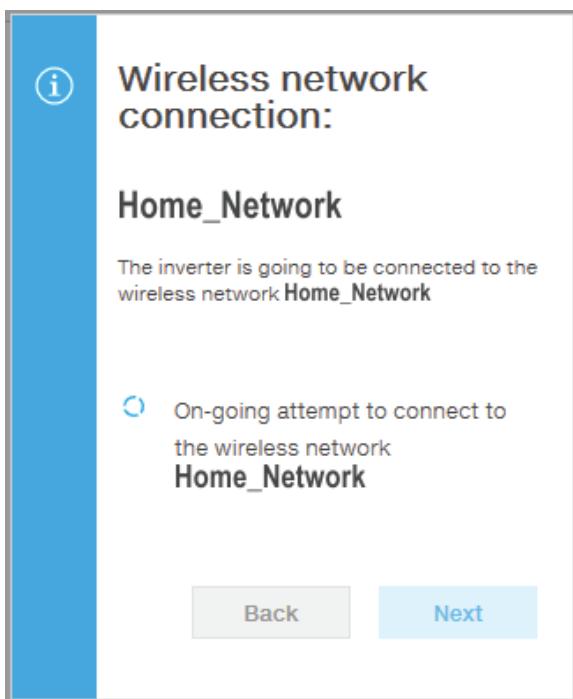 Wireless network
connection:
Home_Network
The inverter is going to be connected to the
wireless network Home_Network
On-going attempt to connect to
the wireless network
Home_Network
Back
Next